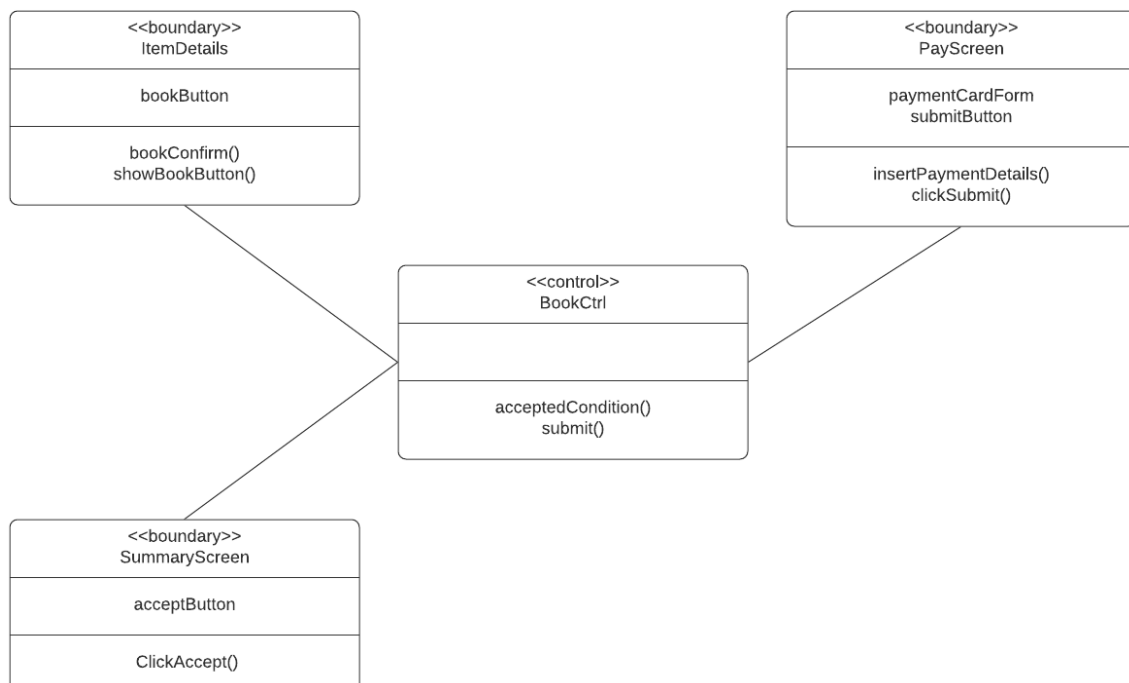 <<boundary>>
ItemDetails
bookButton
bookConfirm()
showBookButton()
<<boundary>>
PayScreen
paymentCardForm
submitButton
insertPaymentDetails()
clickSubmit()
<<control>>
BookCtrl
acceptedCondition()
submit()
<<boundary>>
SummaryScreen
acceptButton
ClickAccept()